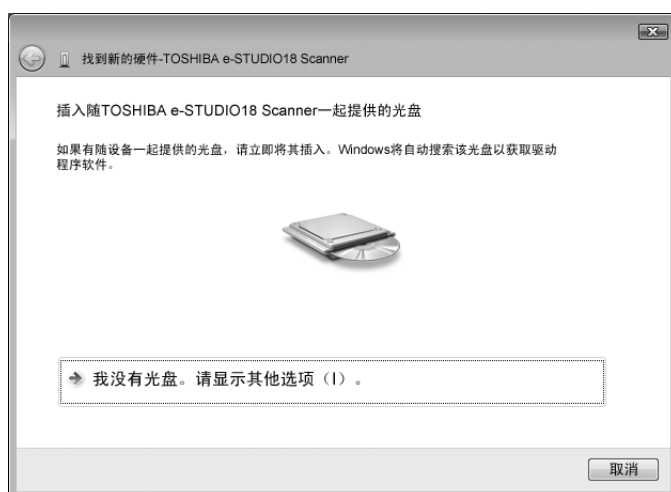 找到新的硬件-TOSHIBA e-STUDIO18 Scanner
插入随TOSHIBA e-STUDIO18 Scanner一起提供的光盘
如果有随设备一起提供的光盘，请立即将其插入。Windows将自动搜索该光盘以获取驱动
程序软件。
我没有光盘。请显示其他选项（I）。
取消